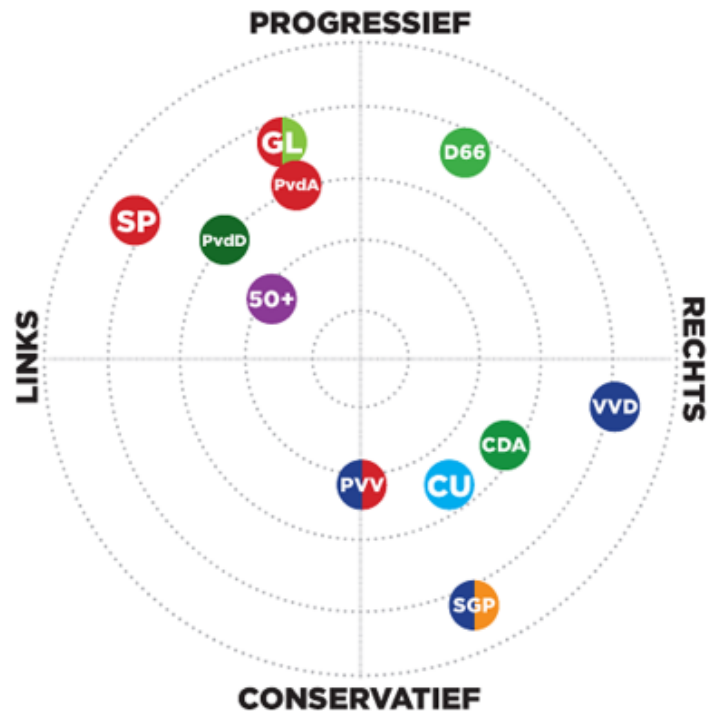 PROGRESSIEF
GL
D66
PvdA
SP
PvdD
50+
LINKS
RECHTS
VVD
CDA
PVV
CU
SGP
CONSERVATIEF